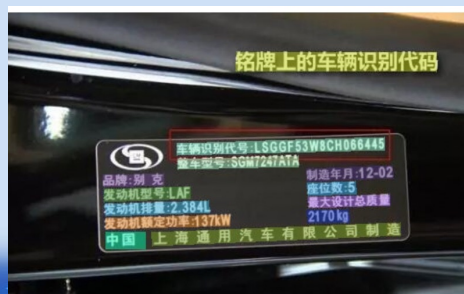 铭牌上的车辆识别代码
车辆识别代号:LSGGF53W8CH066445
整车型号:SGM7247ATA
品牌:别克 制造年月:12-02
发动机型号:LAF 座位数:5
发动机排量:2.384L 最大设计总质量
发动机额定功率:137kW 2170kg
中国 上海通用汽车有限公司制造